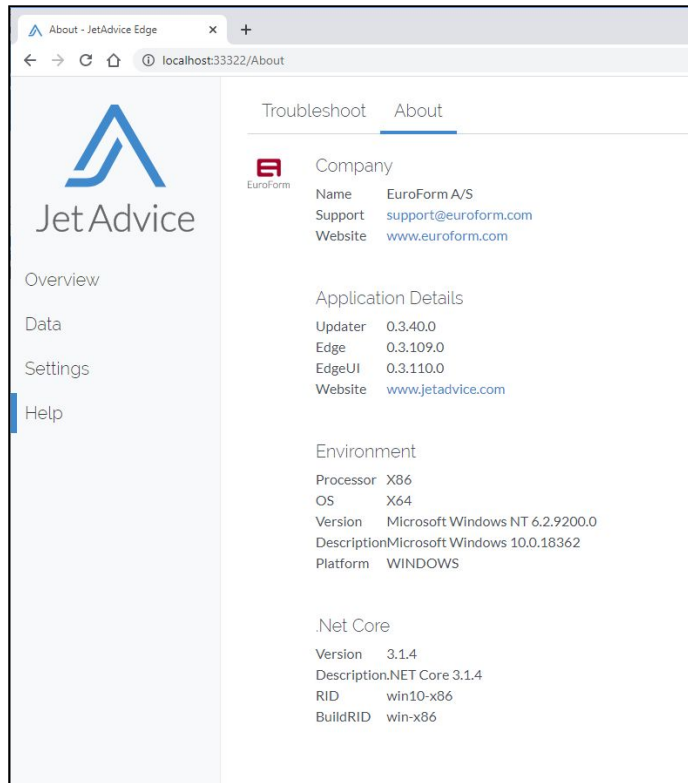 About - JetAdvice Edge
localhost:33322/About
JetAdvice
Overview
Data
Settings
Help
Troubleshoot About
EuroForm
Company
Name EuroForm A/S
Support support@euroform.com
Website www.euroform.com
Application Details
Updater 0.3.40.0
Edge 0.3.109.0
EdgeUI 0.3.110.0
Website www.jetadvice.com
Environment
Processor X86
OS X64
Version Microsoft Windows NT 6.2.9200.0
DescriptionMicrosoft Windows 10.0.18362
Platform WINDOWS
.Net Core
Version 3.1.4
Description.NET Core 3.1.4
RID win10-x86
BuildRID win-x86